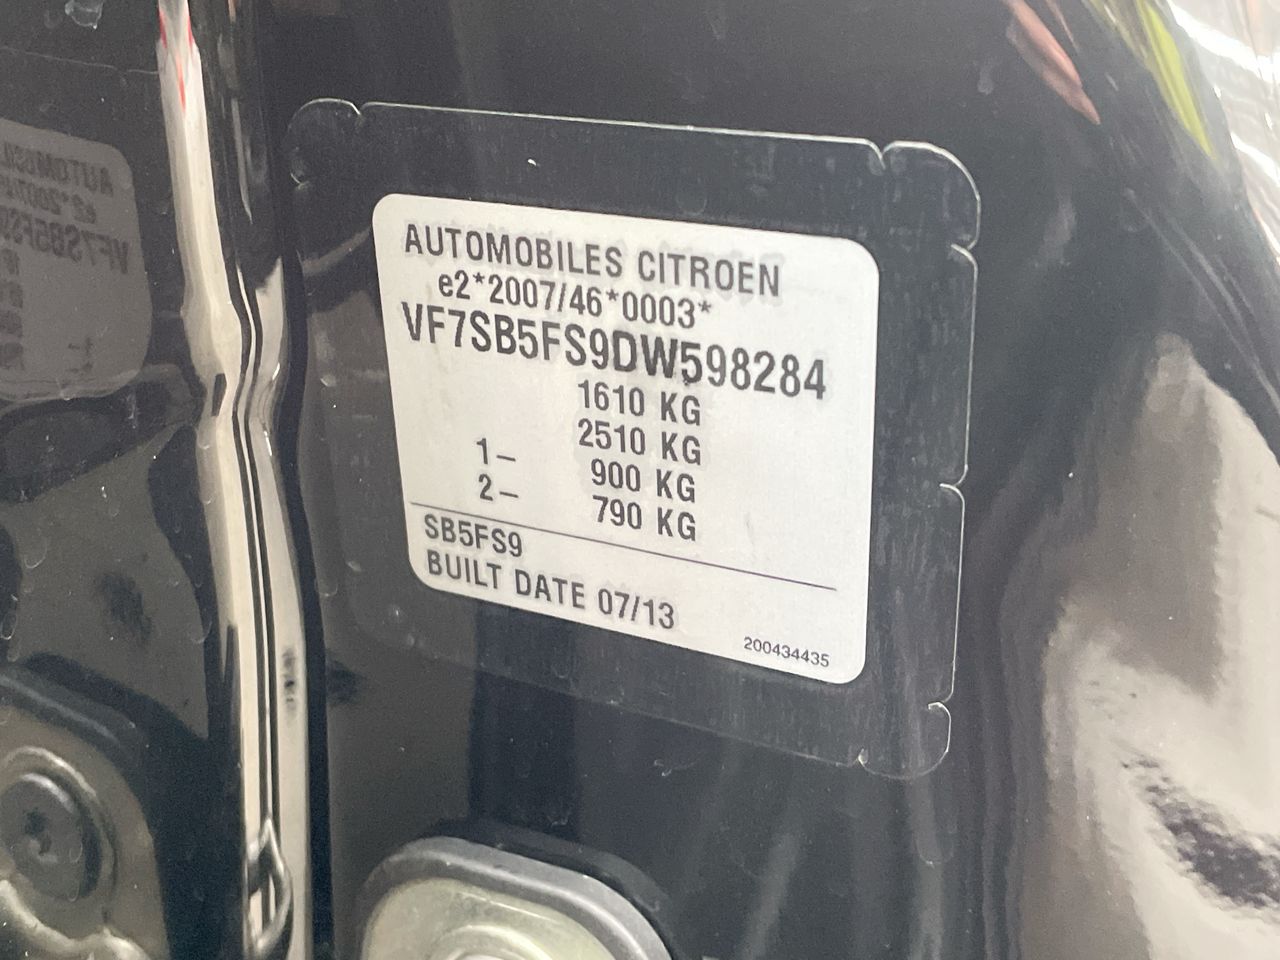 AUTOMOBILES CITROEN
e2*2007/46*0003*
VF7SB5FS9DW598284
1610 KG
2510 KG
1- 900 KG
2- 790 KG
SB5FS9
BUILT DATE 07/13
200434435